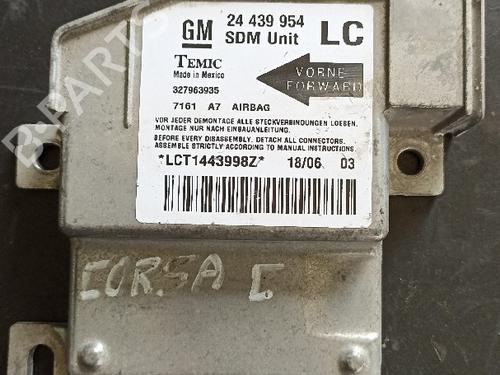 GM 24 439 954 LC
SDM Unit
TEMIC
Made in Mexico
VORNE
FORWARD
327963935
7161 A7 AIRBAG
VOR JEDER DEMONTAGE ALLE STECKVERBINDUNGEN LOESEN.
MONTAGE NUR NACH EINBAUANLEITUNG.
BEFORE EVERY DISASSEMBLY, DETACH ALL CONNECTORS.
ASSEMBLE STRICTLY ACCORDING TO MANUAL INSTRUCTIONS.
*LCT1443998Z* 18/06 03
CORSA C
B-PARTS